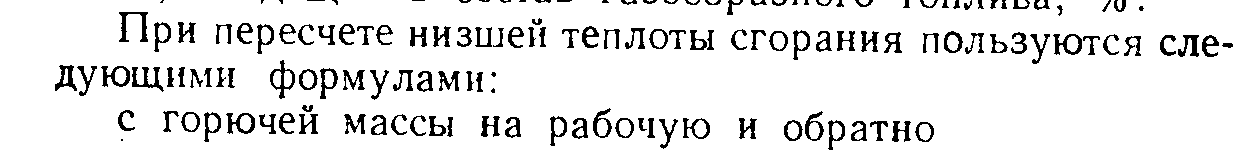 При пересчете низшей теплоты сгорания пользуются сле-
дующими формулами:
с горючей массы на рабочую и обратно